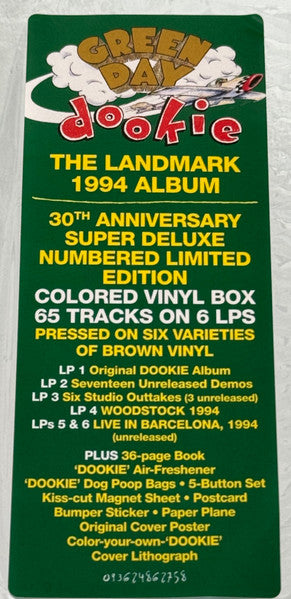 GREEN
DAY
dookie
THE LANDMARK
1994 ALBUM
30TH ANNIVERSARY
SUPER DELUXE
NUMBERED LIMITED
EDITION
COLORED VINYL BOX
65 TRACKS ON 6 LPS
PRESSED ON SIX VARIETIES
OF BROWN VINYL
LP 1 Original DOOKIE Album
LP 2 Seventeen Unreleased Demos
LP 3 Six Studio Outtakes (3 unreleased)
LP 4 WOODSTOCK 1994
LPs 5 & 6 LIVE IN BARCELONA, 1994
(unreleased)
PLUS 36-page Book
'DOOKIE' Air-Freshener
'DOOKIE' Dog Poop Bags • 5-Button Set
Kiss-cut Magnet Sheet • Postcard
Bumper Sticker • Paper Plane
Original Cover Poster
Color-your-own-'DOOKIE'
Cover Lithograph
093624862758